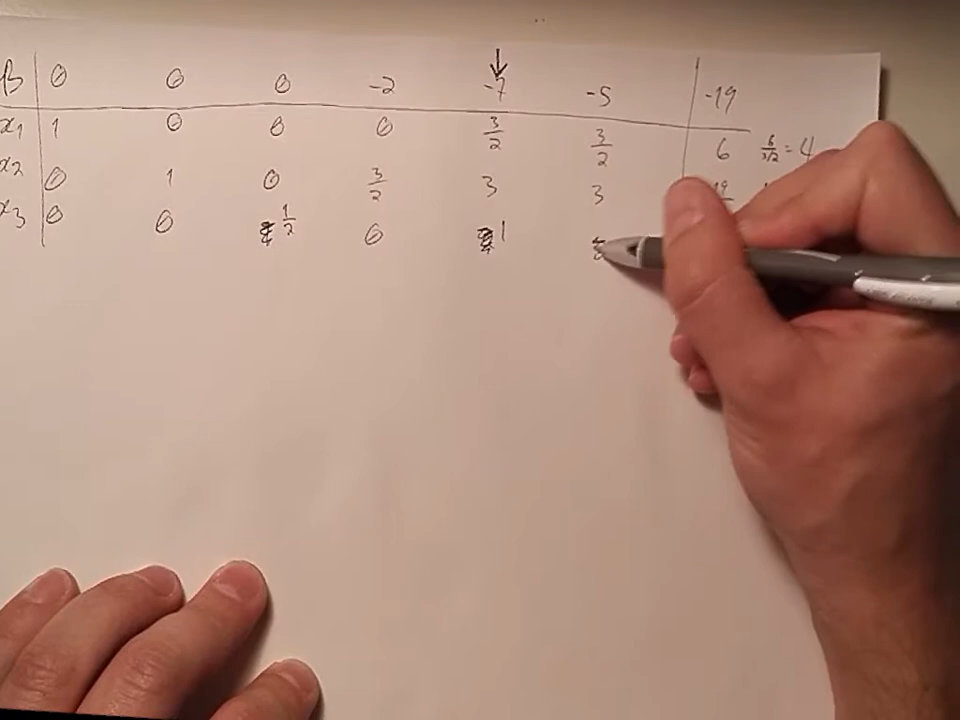 B | 0 0 0 -2 -7 -5 | -19
x1 | 1 0 0 0 3/2 3/2 | 6 6/3/2 = 4
x2 | 0 1 0 3/2 3 3
x3 | 0 0 1/2 0 1